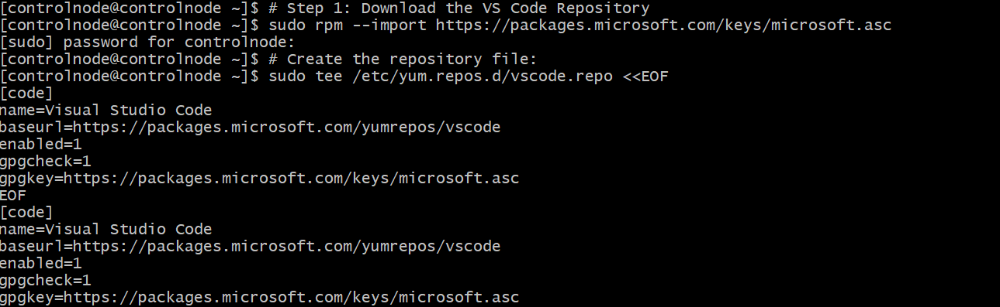 [controlnode@controlnode ~]$ # Step 1: Download the VS Code Repository
[controlnode@controlnode ~]$ sudo rpm --import https://packages.microsoft.com/keys/microsoft.asc
[sudo] password for controlnode:
[controlnode@controlnode ~]$ # Create the repository file:
[controlnode@controlnode ~]$ sudo tee /etc/yum.repos.d/vscode.repo <<EOF
[code]
name=Visual Studio Code
baseurl=https://packages.microsoft.com/yumrepos/vscode
enabled=1
gpgcheck=1
gpgkey=https://packages.microsoft.com/keys/microsoft.asc
EOF
[code]
name=Visual Studio Code
baseurl=https://packages.microsoft.com/yumrepos/vscode
enabled=1
gpgcheck=1
gpgkey=https://packages.microsoft.com/keys/microsoft.asc